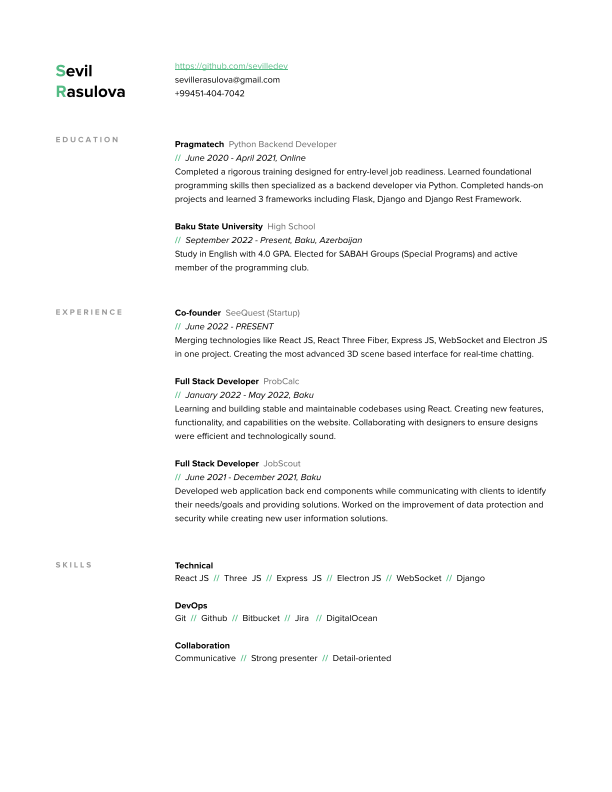 Sevil
Rasulova
https://github.com/sevilledev
sevillerasulova@gmail.com
+99451-404-7042
EDUCATION
Pragmatech Python Backend Developer
// June 2020 - April 2021, Online
Completed a rigorous training designed for entry-level job readiness. Learned foundational
programming skills then specialized as a backend developer via Python. Completed hands-on
projects and learned 3 frameworks including Flask, Django and Django Rest Framework.
Baku State University High School
// September 2022 - Present, Baku, Azerbaijan
Study in English with 4.0 GPA. Elected for SABAH Groups (Special Programs) and active
member of the programming club.
EXPERIENCE
Co-founder SeeQuest (Startup)
// June 2022 - PRESENT
Merging technologies like React JS, React Three Fiber, Express JS, WebSocket and Electron JS
in one project. Creating the most advanced 3D scene based interface for real-time chatting.
Full Stack Developer ProbCalc
// January 2022 - May 2022, Baku
Learning and building stable and maintainable codebases using React. Creating new features,
functionality, and capabilities on the website. Collaborating with designers to ensure designs
were efficient and technologically sound.
Full Stack Developer JobScout
// June 2021 - December 2021, Baku
Developed web application back end components while communicating with clients to identify
their needs/goals and providing solutions. Worked on the improvement of data protection and
security while creating new user information solutions.
SKILLS
Technical
React JS // Three JS // Express JS // Electron JS // WebSocket // Django
DevOps
Git // Github // Bitbucket // Jira // DigitalOcean
Collaboration
Communicative // Strong presenter // Detail-oriented